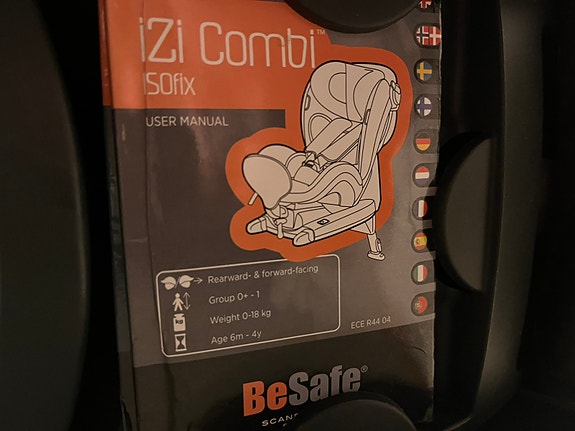 iZi Combi™
ISOfix
USER MANUAL
Rearward- & forward-facing
Group 0+ - 1
kg
Weight 0-18 kg
Age 6m - 4y
ECE R44 04
BeSafe®